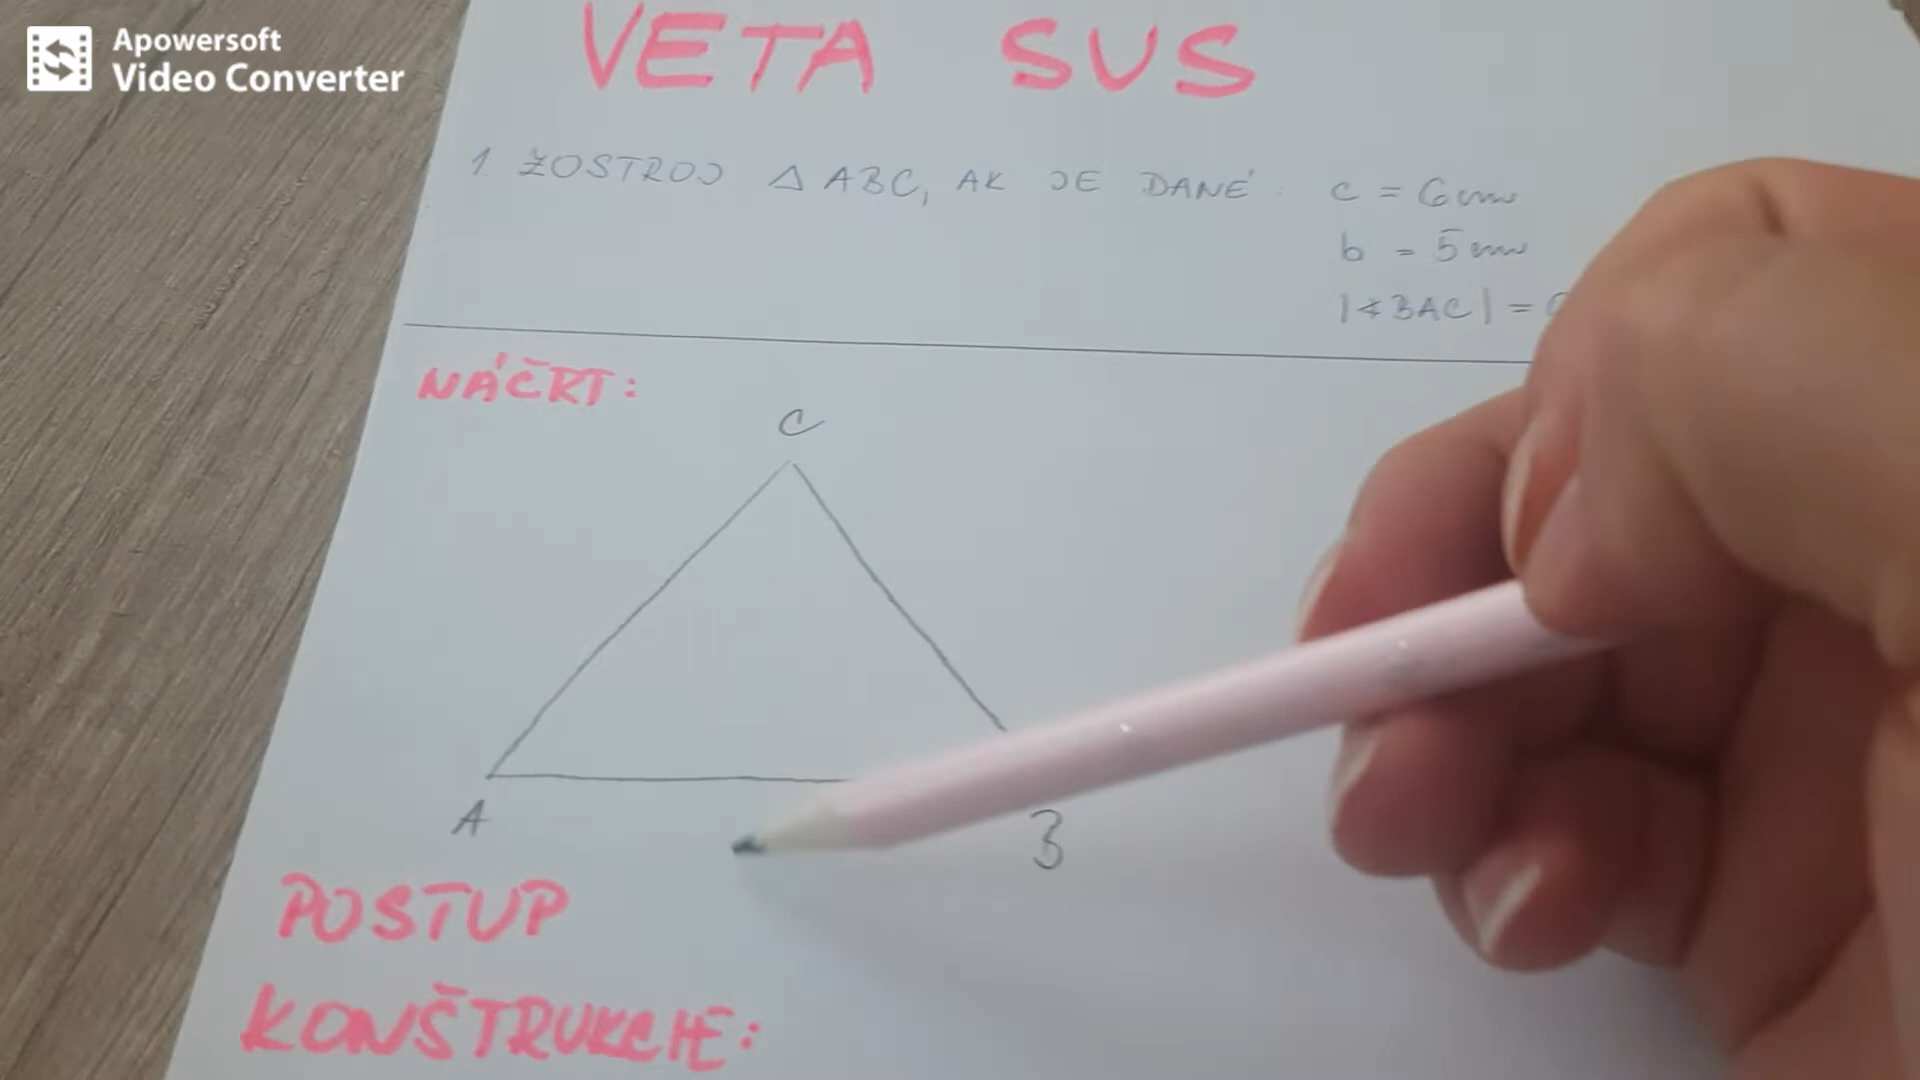 Apowersoft
Video Converter
VETA SUS
1 ZOSTROJ △ ABC, AK JE DANÉ: c = 6cm
b = 5cm
|∢BAC| =
NÁČRT:
C
A
B
POSTUP
KONŠTRUKCIE: